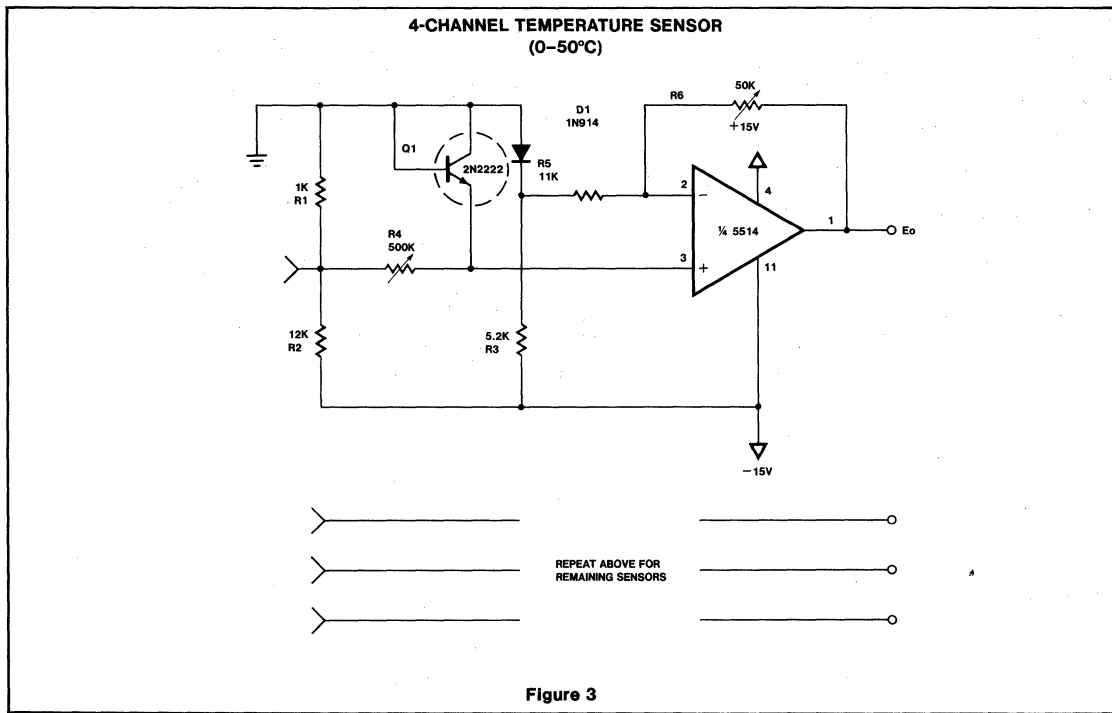 4-CHANNEL TEMPERATURE SENSOR
(0–50°C)
50K
R6
+15V
D1
1N914
Q1
2N2222
R5
11K
1K
R1
2
−
4
¼ 5514
1
Eo
R4
500K
3
+
11
12K
R2
5.2K
R3
−15V
REPEAT ABOVE FOR
REMAINING SENSORS
Figure 3